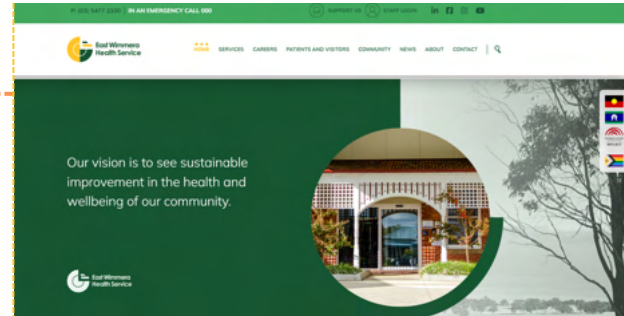 P: (03) 5477 2100 | IN AN EMERGENCY CALL 000
SUPPORT US
STAFF LOGIN
East Wimmera
Health Service
HOME
SERVICES
CAREERS
PATIENTS AND VISITORS
COMMUNITY
NEWS
ABOUT
CONTACT
Our vision is to see sustainable
improvement in the health and
wellbeing of our community.
East Wimmera
Health Service